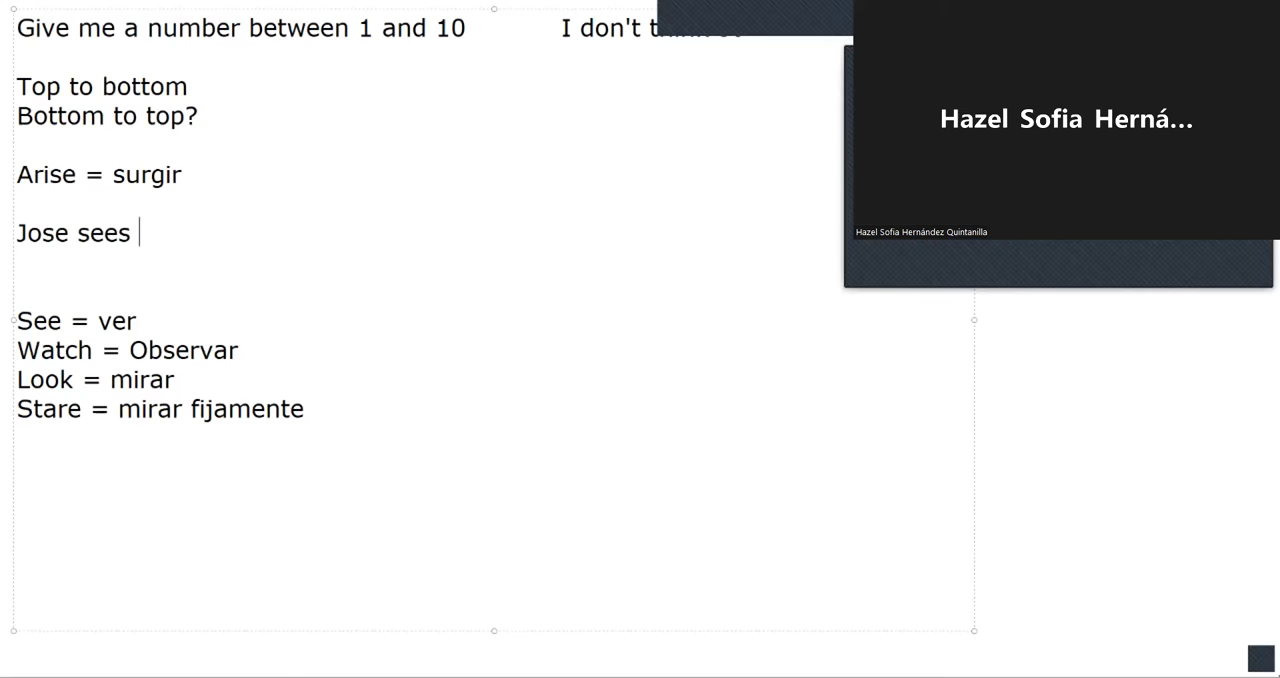 Give me a number between 1 and 10 I don't
Top to bottom
Bottom to top?
Arise = surgir
Jose sees
See = ver
Watch = Observar
Look = mirar
Stare = mirar fijamente
Hazel Sofia Herná...
Hazel Sofia Hernández Quintanilla